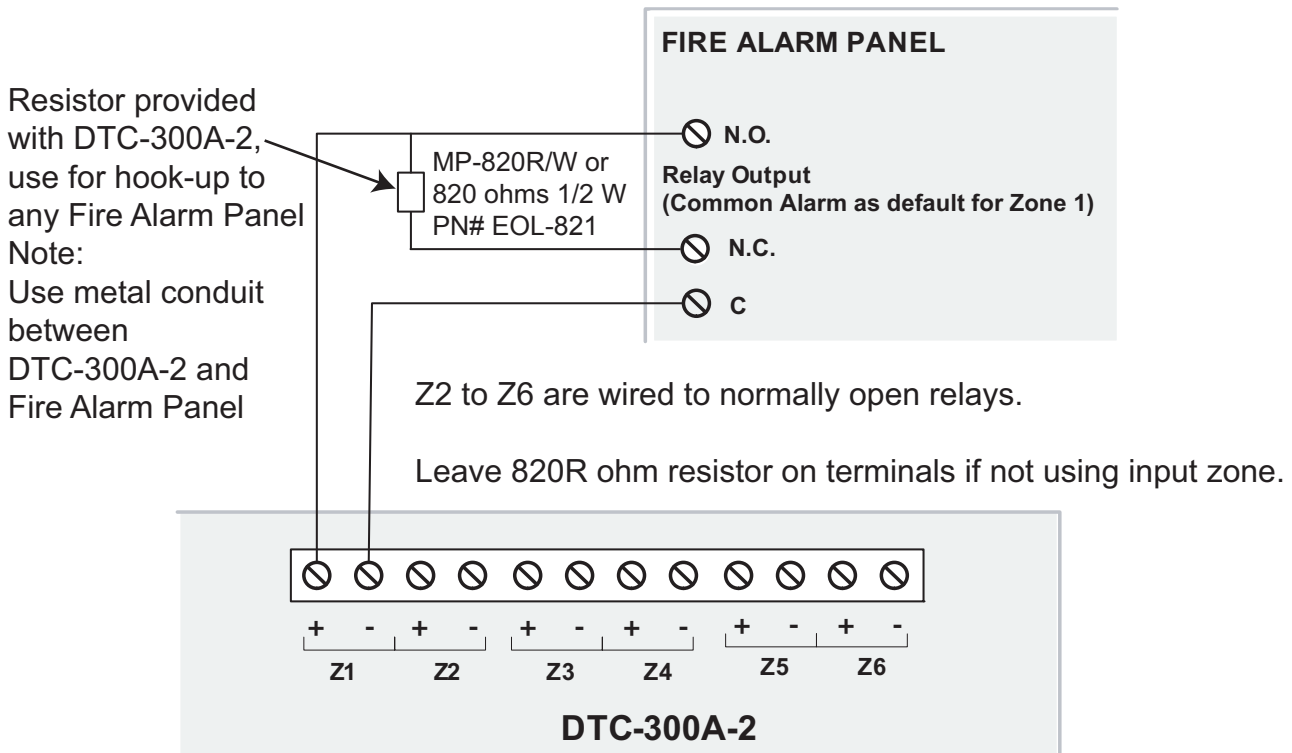 FIRE ALARM PANEL
Resistor provided
with DTC-300A-2,
use for hook-up to
any Fire Alarm Panel
Note:
Use metal conduit
between
DTC-300A-2 and
Fire Alarm Panel
MP-820R/W or
820 ohms 1/2 W
PN# EOL-821
N.O.
Relay Output
(Common Alarm as default for Zone 1)
N.C.
C
Z2 to Z6 are wired to normally open relays.
Leave 820R ohm resistor on terminals if not using input zone.
+ - + - + - + - + - + -
Z1 Z2 Z3 Z4 Z5 Z6
DTC-300A-2